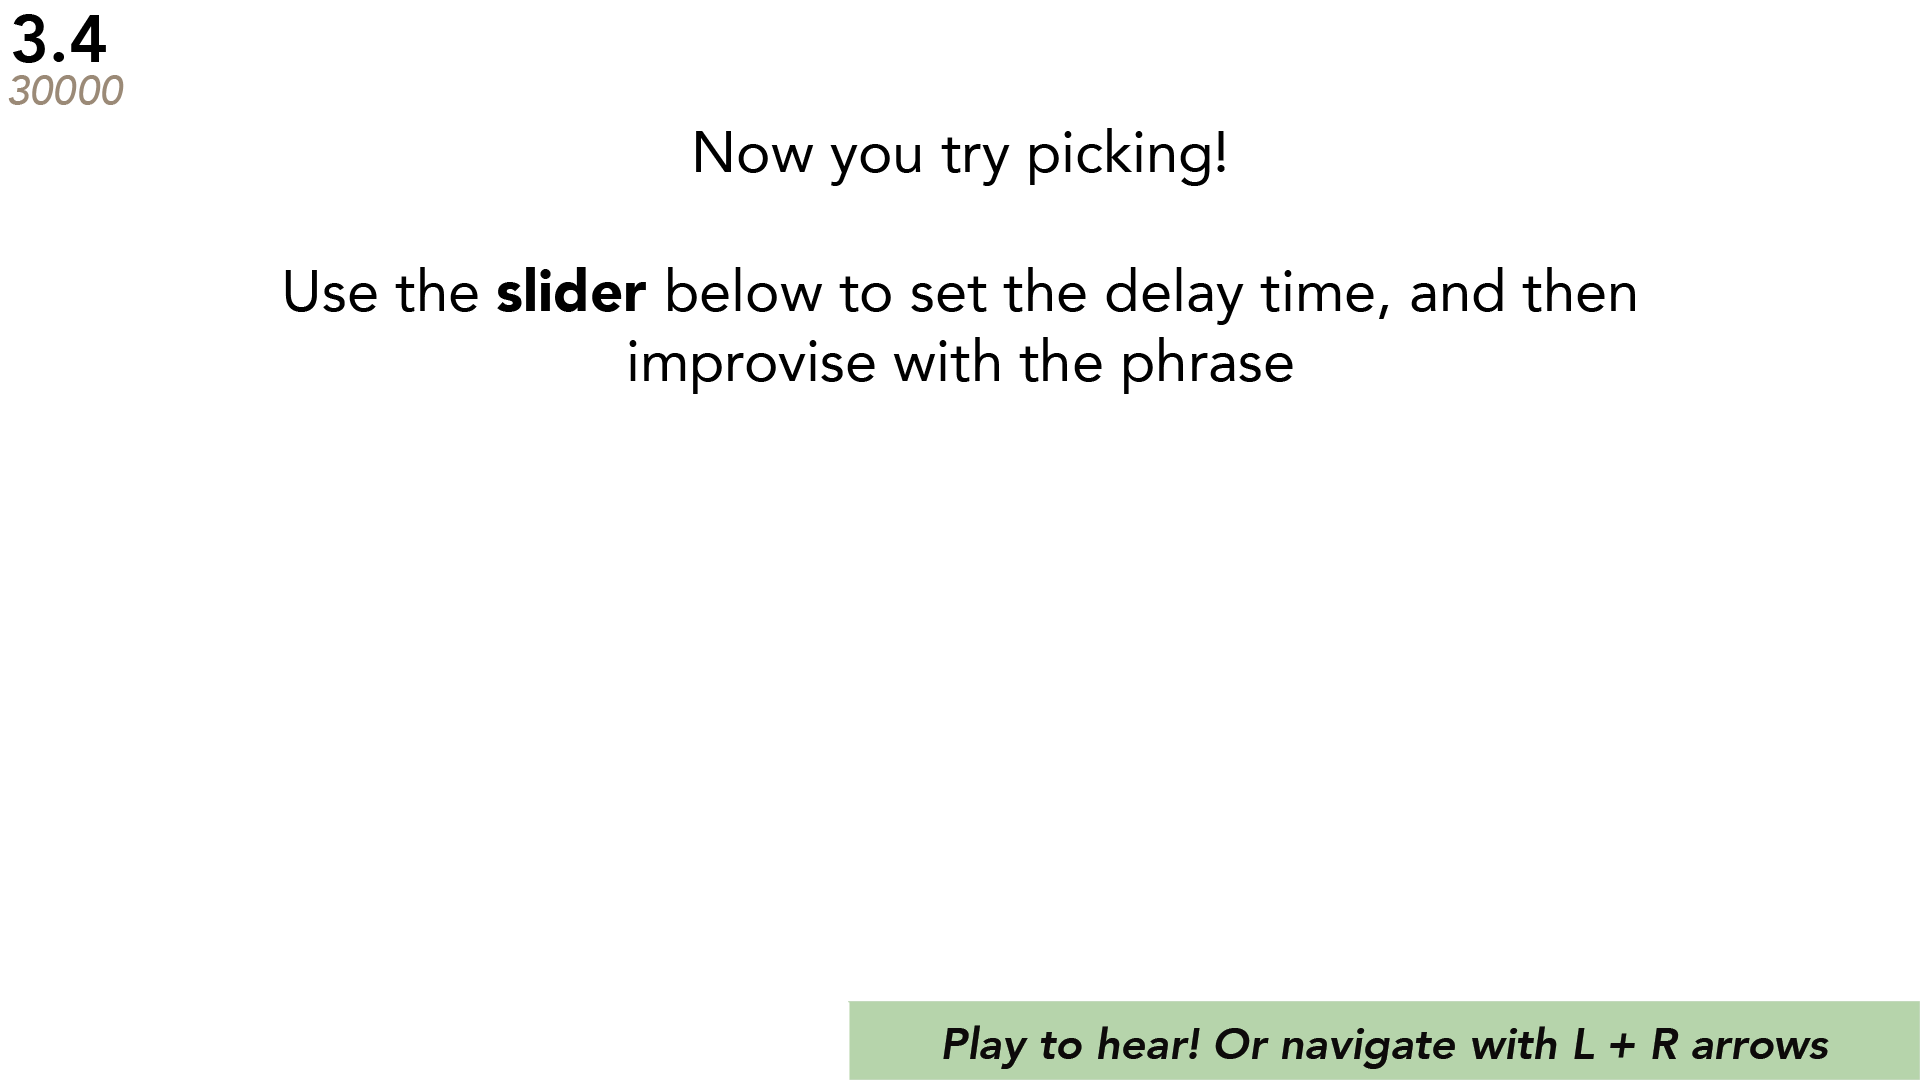 3.4
30000
Now you try picking!
Use the slider below to set the delay time, and then
improvise with the phrase
Play to hear! Or navigate with L + R arrows